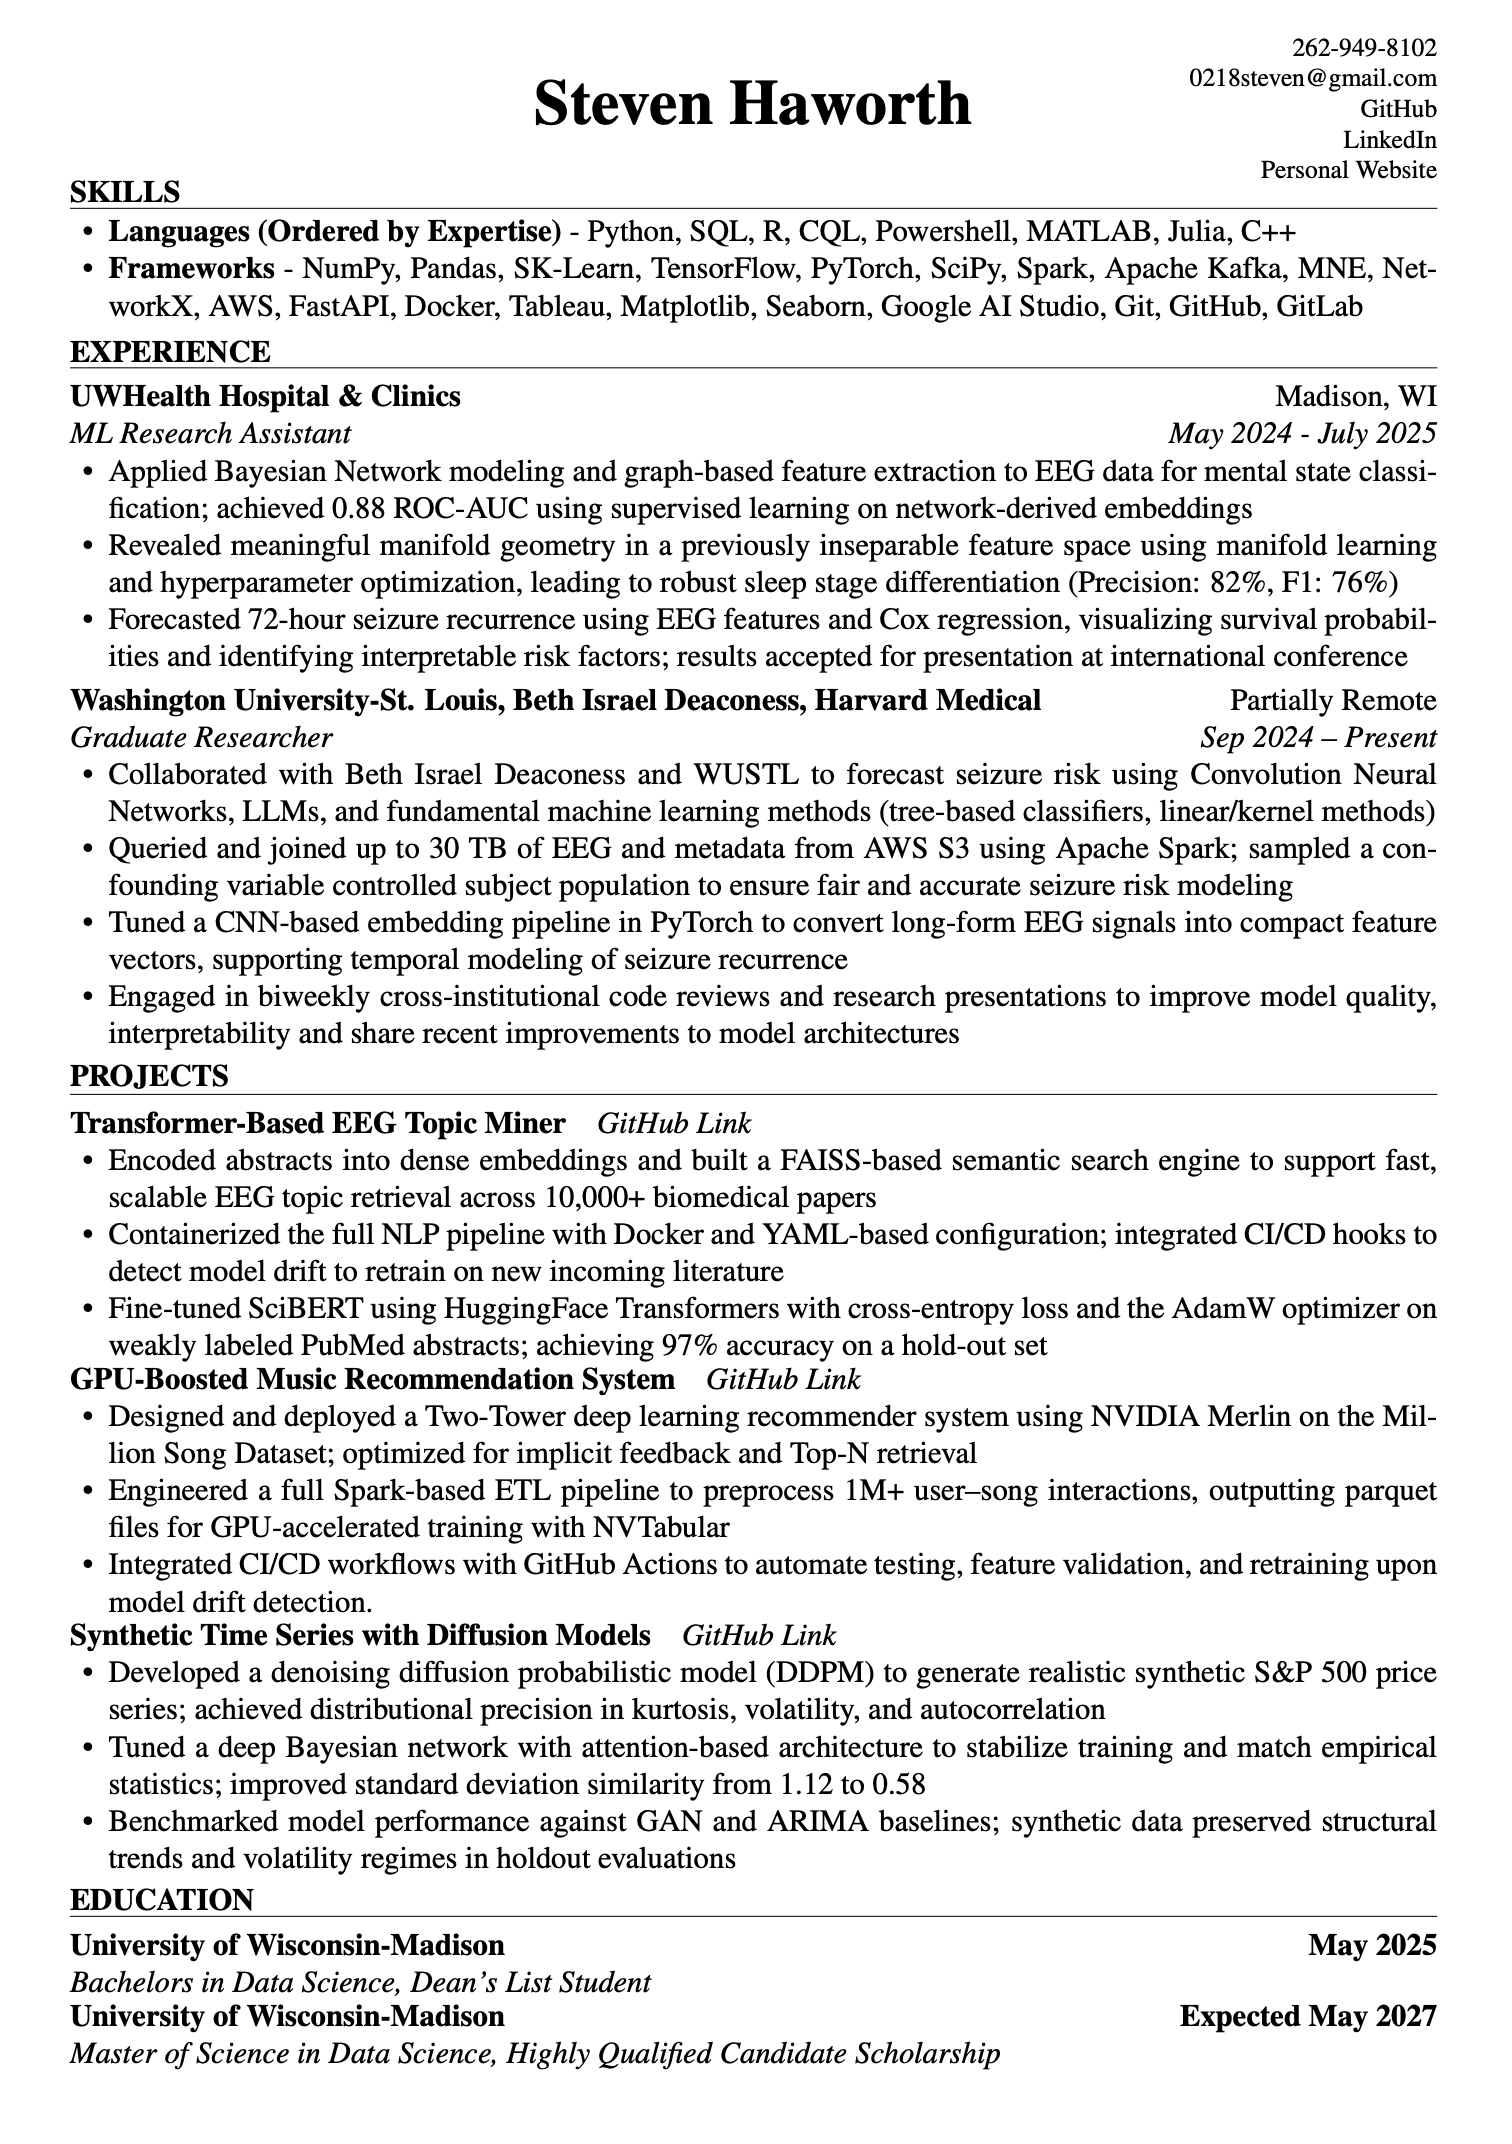 262-949-8102
0218steven@gmail.com
GitHub
LinkedIn
Personal Website
Steven Haworth
SKILLS
• Languages (Ordered by Expertise) - Python, SQL, R, CQL, Powershell, MATLAB, Julia, C++
• Frameworks - NumPy, Pandas, SK-Learn, TensorFlow, PyTorch, SciPy, Spark, Apache Kafka, MNE, Net-
workX, AWS, FastAPI, Docker, Tableau, Matplotlib, Seaborn, Google AI Studio, Git, GitHub, GitLab
EXPERIENCE
UWHealth Hospital & Clinics Madison, WI
ML Research Assistant May 2024 - July 2025
• Applied Bayesian Network modeling and graph-based feature extraction to EEG data for mental state classi-
fication; achieved 0.88 ROC-AUC using supervised learning on network-derived embeddings
• Revealed meaningful manifold geometry in a previously inseparable feature space using manifold learning
and hyperparameter optimization, leading to robust sleep stage differentiation (Precision: 82%, F1: 76%)
• Forecasted 72-hour seizure recurrence using EEG features and Cox regression, visualizing survival probabil-
ities and identifying interpretable risk factors; results accepted for presentation at international conference
Washington University-St. Louis, Beth Israel Deaconess, Harvard Medical Partially Remote
Graduate Researcher Sep 2024 – Present
• Collaborated with Beth Israel Deaconess and WUSTL to forecast seizure risk using Convolution Neural
Networks, LLMs, and fundamental machine learning methods (tree-based classifiers, linear/kernel methods)
• Queried and joined up to 30 TB of EEG and metadata from AWS S3 using Apache Spark; sampled a con-
founding variable controlled subject population to ensure fair and accurate seizure risk modeling
• Tuned a CNN-based embedding pipeline in PyTorch to convert long-form EEG signals into compact feature
vectors, supporting temporal modeling of seizure recurrence
• Engaged in biweekly cross-institutional code reviews and research presentations to improve model quality,
interpretability and share recent improvements to model architectures
PROJECTS
Transformer-Based EEG Topic Miner GitHub Link
• Encoded abstracts into dense embeddings and built a FAISS-based semantic search engine to support fast,
scalable EEG topic retrieval across 10,000+ biomedical papers
• Containerized the full NLP pipeline with Docker and YAML-based configuration; integrated CI/CD hooks to
detect model drift to retrain on new incoming literature
• Fine-tuned SciBERT using HuggingFace Transformers with cross-entropy loss and the AdamW optimizer on
weakly labeled PubMed abstracts; achieving 97% accuracy on a hold-out set
GPU-Boosted Music Recommendation System GitHub Link
• Designed and deployed a Two-Tower deep learning recommender system using NVIDIA Merlin on the Mil-
lion Song Dataset; optimized for implicit feedback and Top-N retrieval
• Engineered a full Spark-based ETL pipeline to preprocess 1M+ user–song interactions, outputting parquet
files for GPU-accelerated training with NVTabular
• Integrated CI/CD workflows with GitHub Actions to automate testing, feature validation, and retraining upon
model drift detection.
Synthetic Time Series with Diffusion Models GitHub Link
• Developed a denoising diffusion probabilistic model (DDPM) to generate realistic synthetic S&P 500 price
series; achieved distributional precision in kurtosis, volatility, and autocorrelation
• Tuned a deep Bayesian network with attention-based architecture to stabilize training and match empirical
statistics; improved standard deviation similarity from 1.12 to 0.58
• Benchmarked model performance against GAN and ARIMA baselines; synthetic data preserved structural
trends and volatility regimes in holdout evaluations
EDUCATION
University of Wisconsin-Madison May 2025
Bachelors in Data Science, Dean's List Student
University of Wisconsin-Madison Expected May 2027
Master of Science in Data Science, Highly Qualified Candidate Scholarship